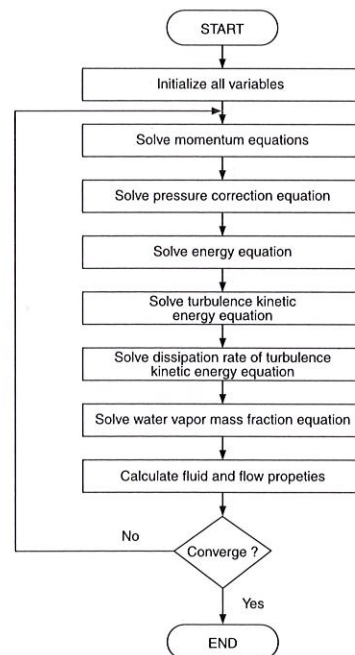 START
Initialize all variables
Solve momentum equations
Solve pressure correction equation
Solve energy equation
Solve turbulence kinetic
energy equation
Solve dissipation rate of turbulence
kinetic energy equation
Solve water vapor mass fraction equation
Calculate fluid and flow propeties
No
Converge ?
Yes
END